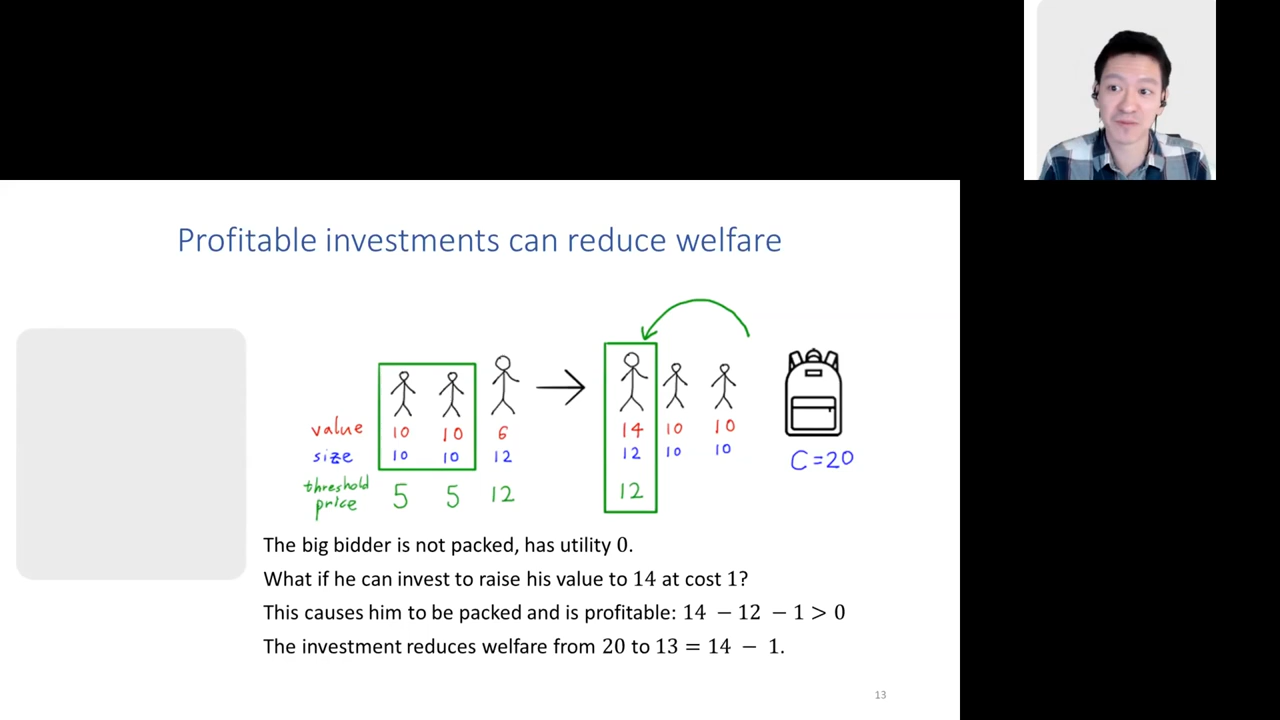 Profitable investments can reduce welfare
value 10 10 6 14 10 10
size 10 10 12 12 10 10
C=20
threshold price 5 5 12 12
The big bidder is not packed, has utility 0.
What if he can invest to raise his value to 14 at cost 1?
This causes him to be packed and is profitable: 14 − 12 − 1 > 0
The investment reduces welfare from 20 to 13 = 14 − 1.
13